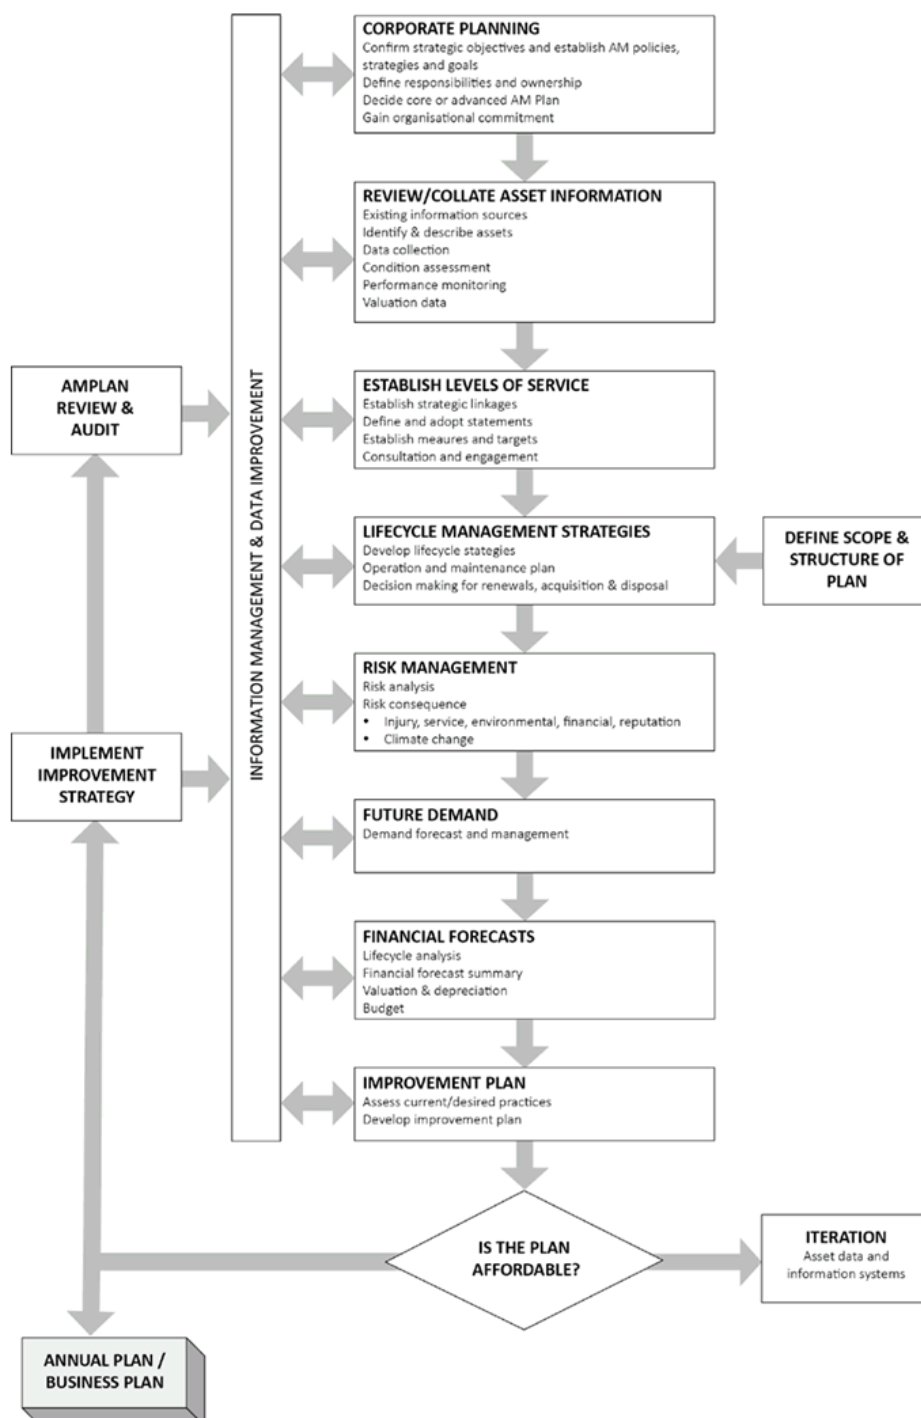 CORPORATE PLANNING
Confirm strategic objectives and establish AM policies,
strategies and goals
Define responsibilities and ownership
Decide core or advanced AM Plan
Gain organisational commitment
REVIEW/COLLATE ASSET INFORMATION
Existing information sources
Identify & describe assets
Data collection
Condition assessment
Performance monitoring
Valuation data
INFORMATION MANAGEMENT & DATA IMPROVEMENT
AMPLAN
REVIEW &
AUDIT
ESTABLISH LEVELS OF SERVICE
Establish strategic linkages
Define and adopt statements
Establish meaures and targets
Consultation and engagement
LIFECYCLE MANAGEMENT STRATEGIES
Develop lifecycle stategies
Operation and maintenance plan
Decision making for renewals, acquisition & disposal
DEFINE SCOPE &
STRUCTURE OF
PLAN
RISK MANAGEMENT
Risk analysis
Risk consequence
• Injury, service, environmental, financial, reputation
• Climate change
IMPLEMENT
IMPROVEMENT
STRATEGY
FUTURE DEMAND
Demand forecast and management
FINANCIAL FORECASTS
Lifecycle analysis
Financial forecast summary
Valuation & depreciation
Budget
IMPROVEMENT PLAN
Assess current/desired practices
Develop improvement plan
IS THE PLAN
AFFORDABLE?
ITERATION
Asset data and
information systems
ANNUAL PLAN /
BUSINESS PLAN